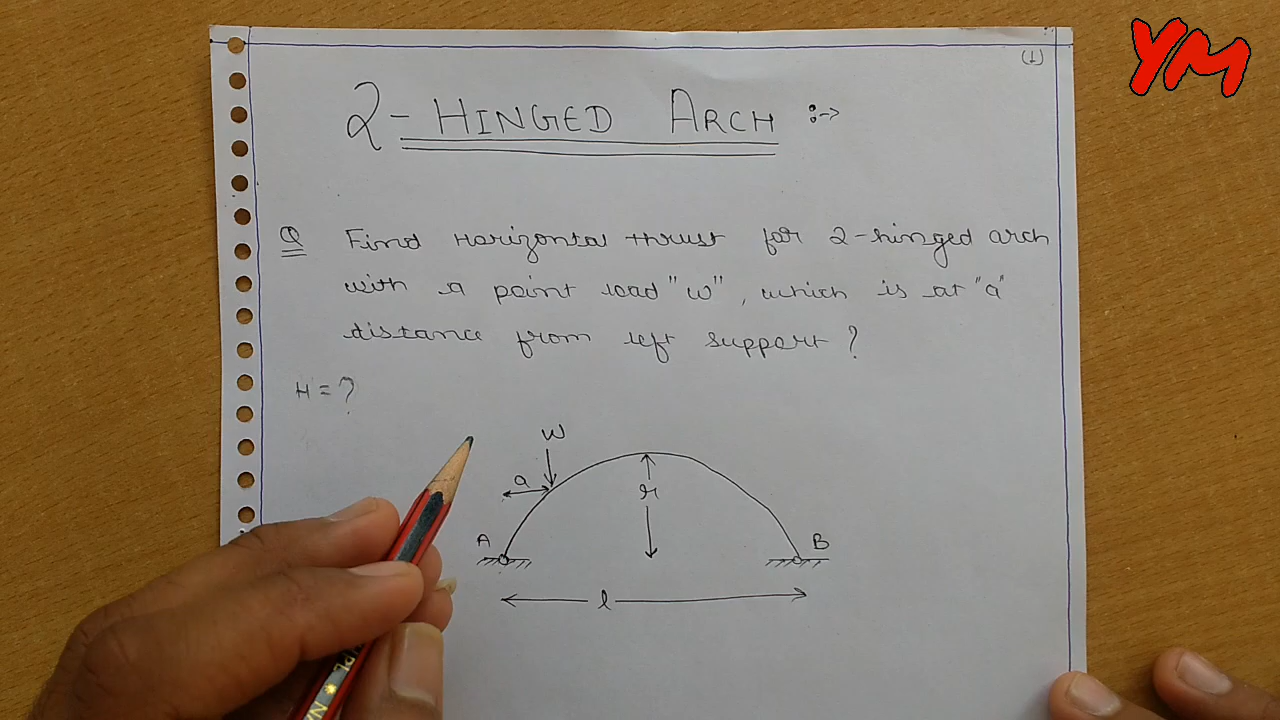 YM
(1)
2-HINGED ARCH :->
Q Find Horizontal thrust for 2-hinged arch
with a point load "W", which is at "a"
distance from left support?
H = ?
W
a
r
A
B
l